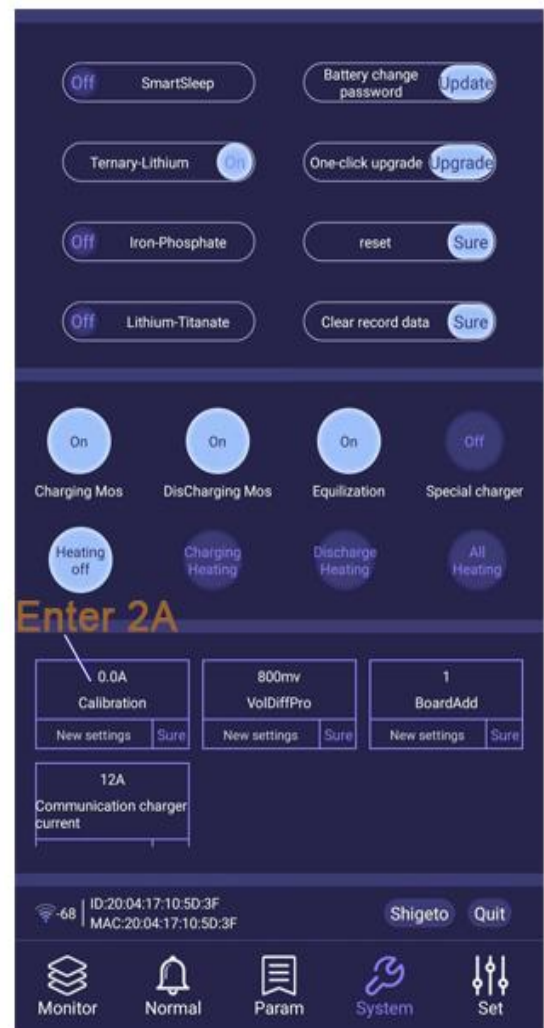 Off SmartSleep
Battery change
password Update
Ternary-Lithium On
One-click upgrade Upgrade
Off Iron-Phosphate
reset Sure
Off Lithium-Titanate
Clear record data Sure
On On On Off
Charging Mos DisCharging Mos Equilization Special charger
Heating
off
Charging
Heating
Discharge
Heating
All
Heating
Enter 2A
0.0A
Calibration
New settings Sure
800mv
VolDiffPro
New settings Sure
1
BoardAdd
New settings Sure
12A
Communication charger
current
-68
ID:20:04:17:10:5D:3F
MAC:20:04:17:10:5D:3F
Shigeto Quit
Monitor Normal Param System Set